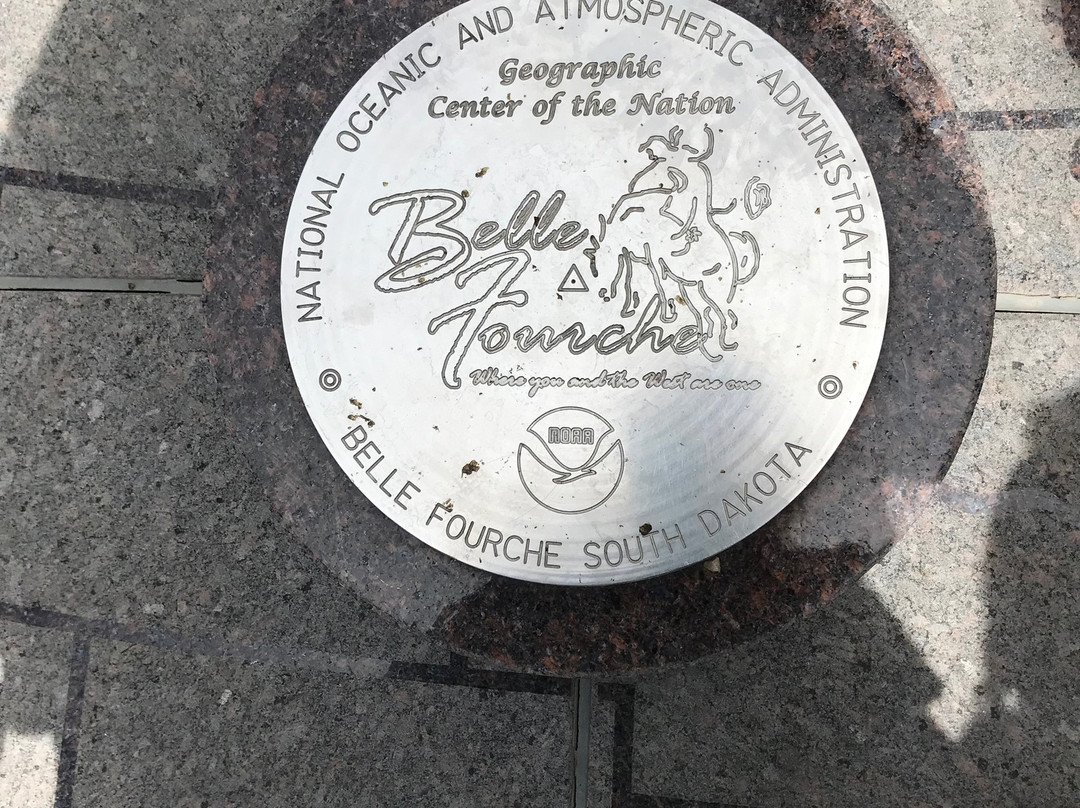 NATIONAL OCEANIC AND ATMOSPHERIC ADMINISTRATION
Geographic
Center of the Nation
Belle
Fourche
Where you and the West are one
NOAA
BELLE FOURCHE SOUTH DAKOTA